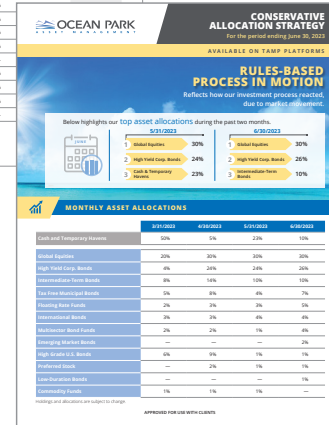 OCEAN PARK
ASSET MANAGEMENT
CONSERVATIVE
ALLOCATION STRATEGY
For the period ending June 30, 2023
AVAILABLE ON TAMP PLATFORMS
RULES-BASED
PROCESS IN MOTION
Reflects how our investment process reacted,
due to market movement.
Below highlights our top asset allocations during the past two months.
5/31/2023 6/30/2023
JUNE
1 Global Equities 30% 1 Global Equities 30%
2 High Yield Corp. Bonds 24% 2 High Yield Corp. Bonds 26%
3 Cash & Temporary Havens 23% 3 Intermediate-Term Bonds 10%
MONTHLY ASSET ALLOCATIONS
3/31/2023 4/30/2023 5/31/2023 6/30/2023
Cash and Temporary Havens 50% 5% 23% 10%
Global Equities 20% 30% 30% 30%
High Yield Corp. Bonds 4% 24% 24% 26%
Intermediate-Term Bonds 8% 14% 10% 10%
Tax Free Municipal Bonds 5% 8% 4% 7%
Floating Rate Funds 2% 3% 3% 5%
International Bonds 3% 3% 4% 4%
Multisector Bond Funds 2% 2% 1% 4%
Emerging Market Bonds — — — 2%
High Grade U.S. Bonds 6% 9% 1% 1%
Preferred Stock — 2% 1% 1%
Low-Duration Bonds — — — 1%
Commodity Funds 1% 1% 1% —
Holdings and allocations are subject to change.
APPROVED FOR USE WITH CLIENTS